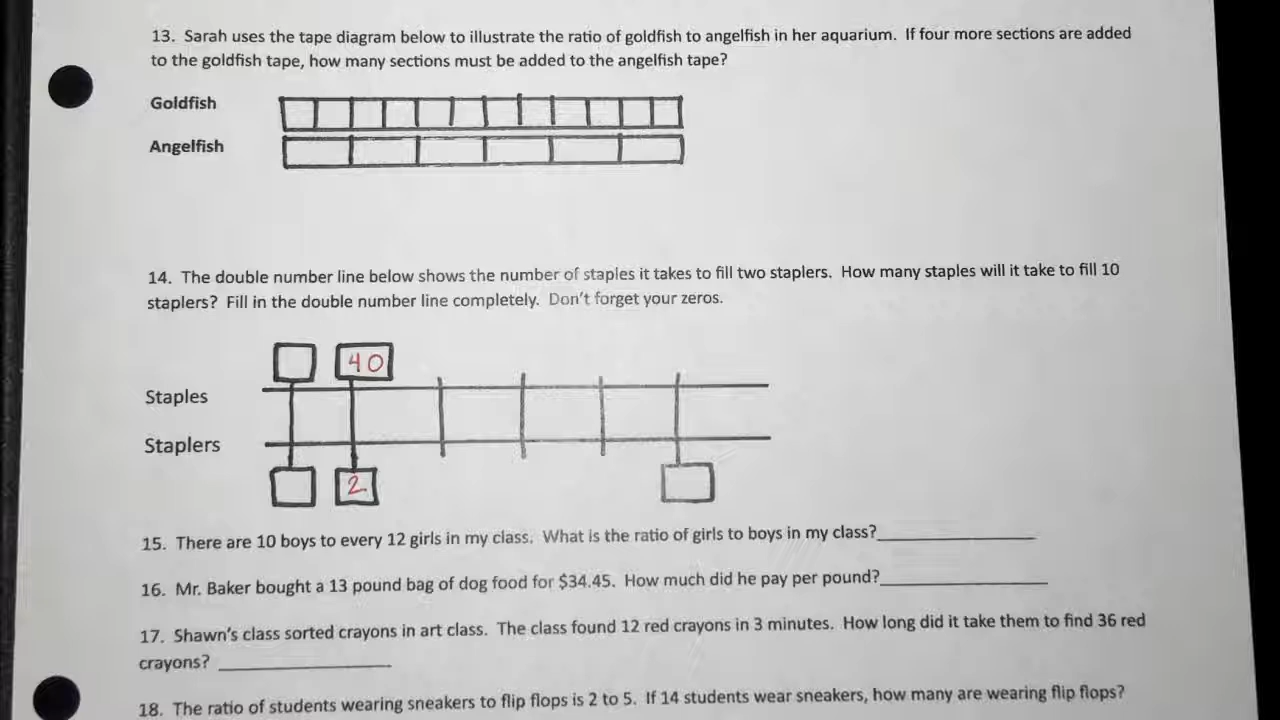 13. Sarah uses the tape diagram below to illustrate the ratio of goldfish to angelfish in her aquarium. If four more sections are added
to the goldfish tape, how many sections must be added to the angelfish tape?
Goldfish
Angelfish
14. The double number line below shows the number of staples it takes to fill two staplers. How many staples will it take to fill 10
staplers? Fill in the double number line completely. Don't forget your zeros.
40
Staples
Staplers
2
15. There are 10 boys to every 12 girls in my class. What is the ratio of girls to boys in my class?
16. Mr. Baker bought a 13 pound bag of dog food for $34.45. How much did he pay per pound?
17. Shawn's class sorted crayons in art class. The class found 12 red crayons in 3 minutes. How long did it take them to find 36 red
crayons?
18. The ratio of students wearing sneakers to flip flops is 2 to 5. If 14 students wear sneakers, how many are wearing flip flops?